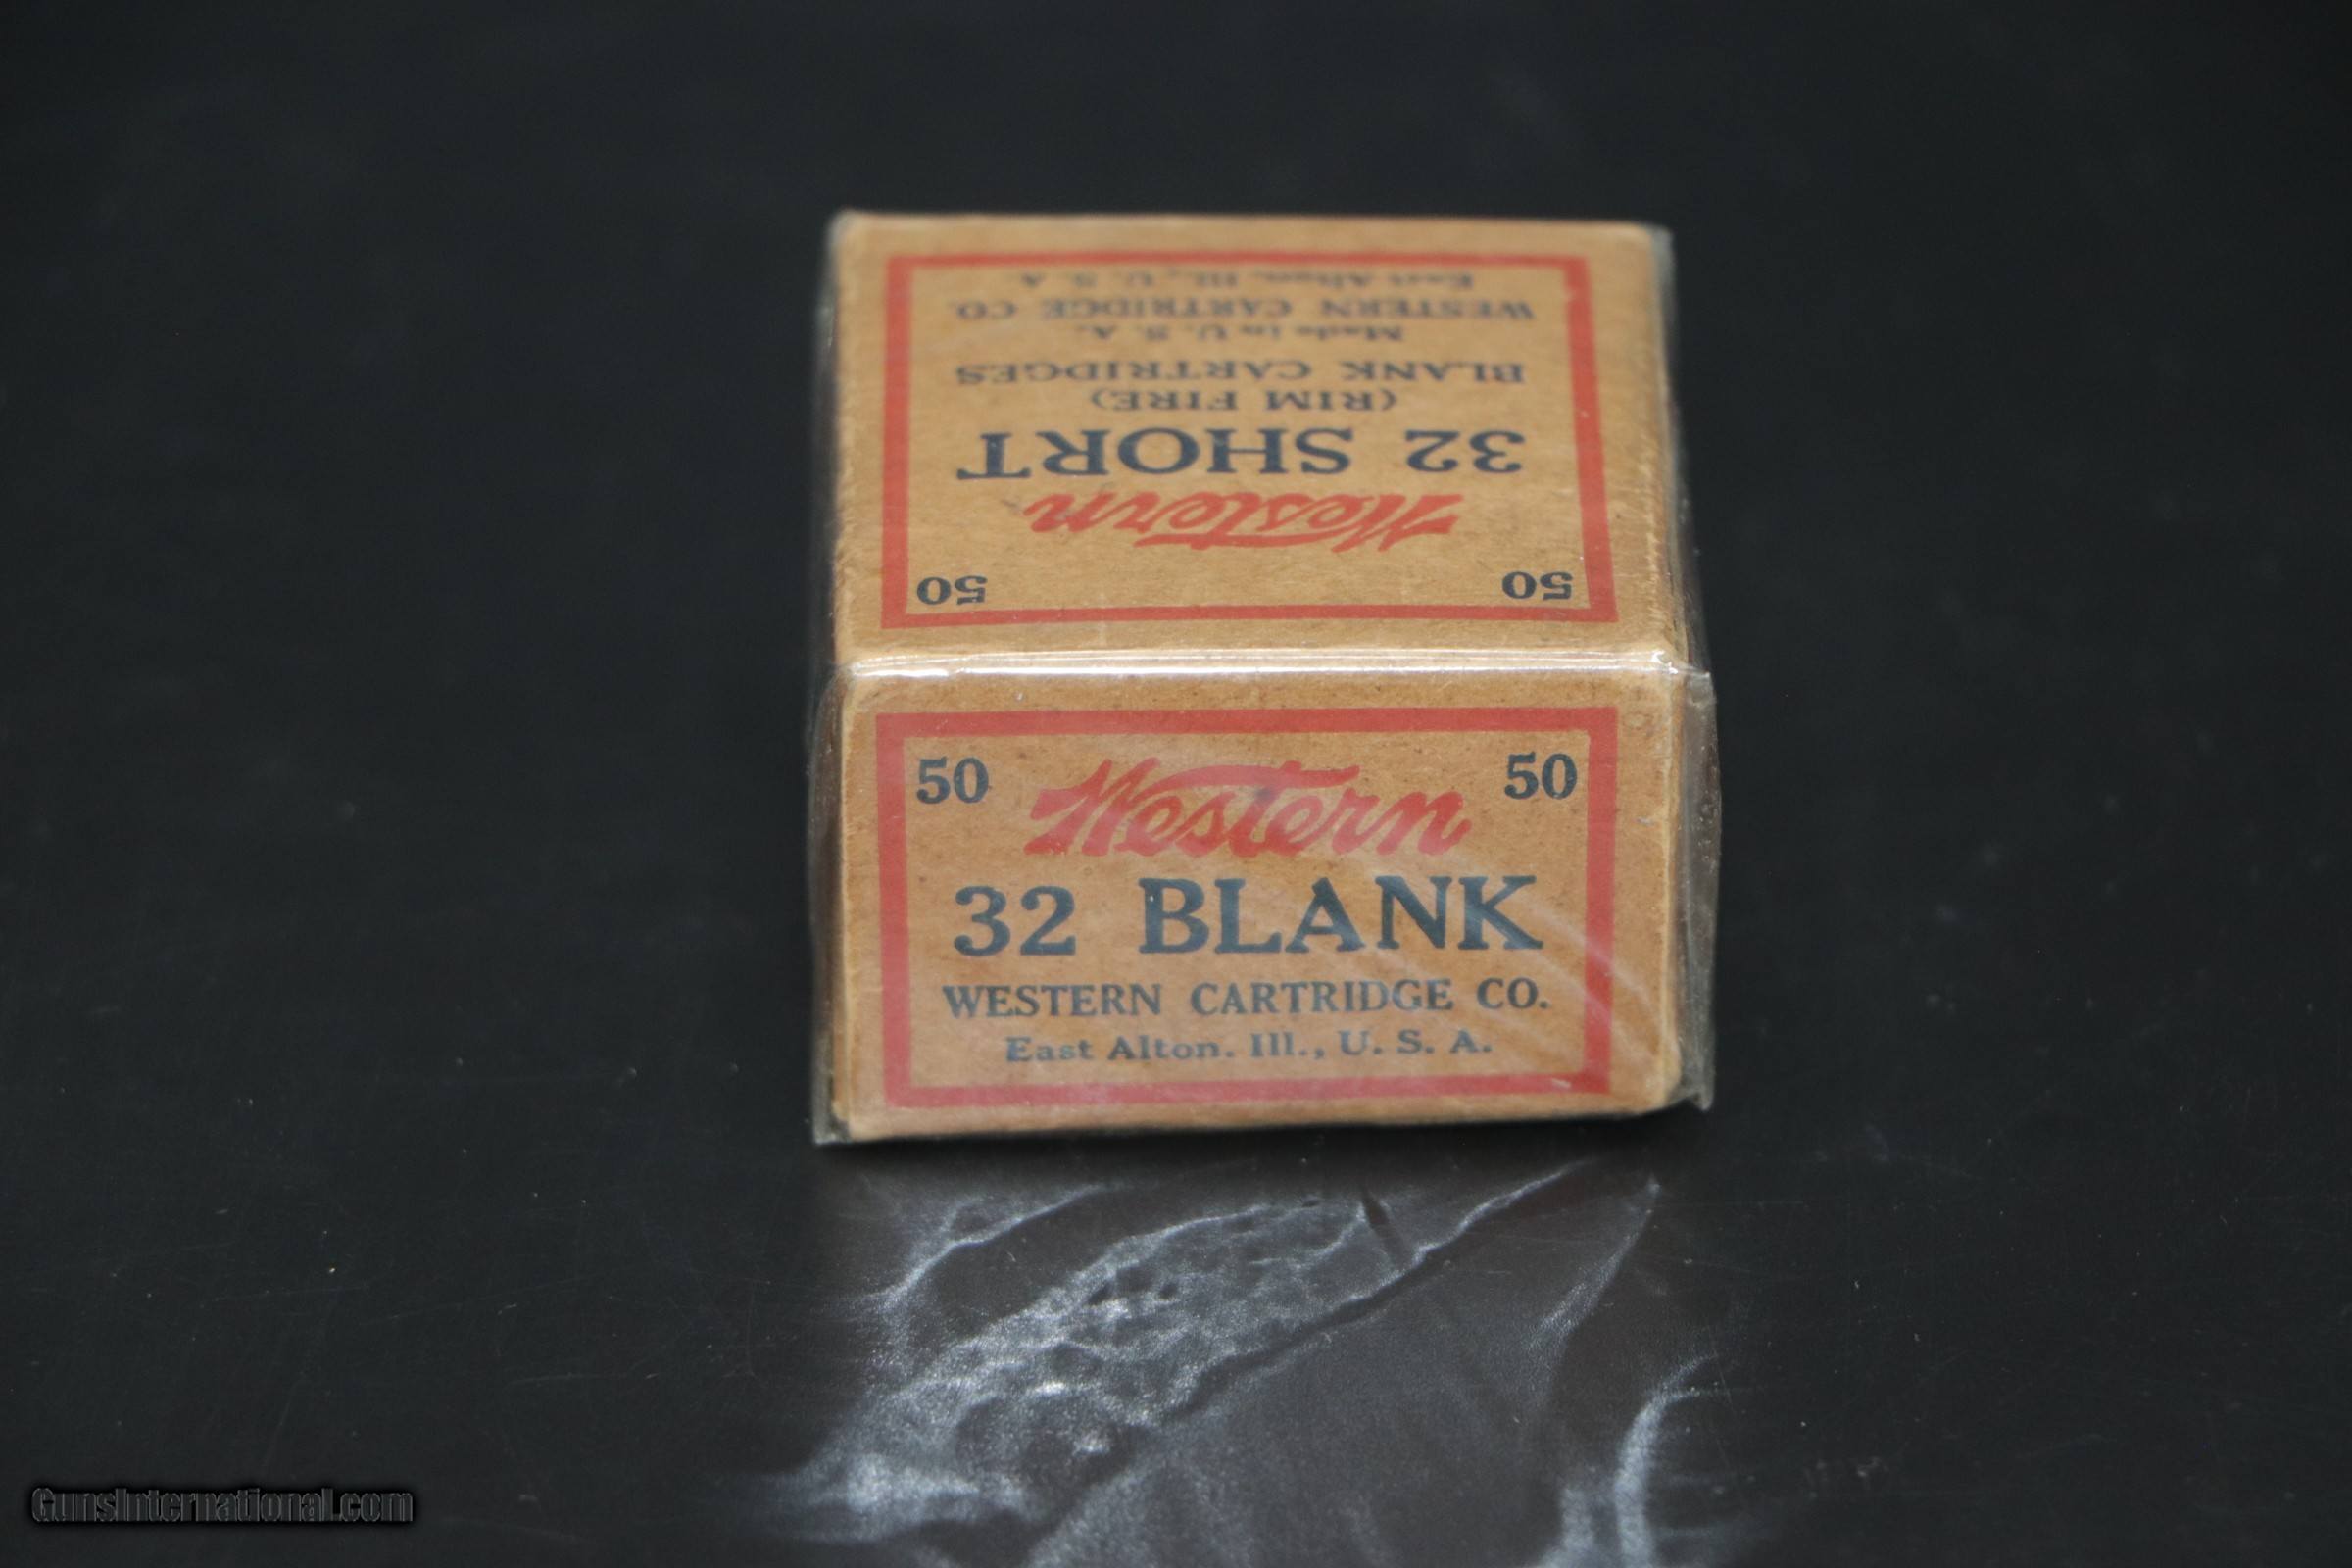 50 50
Western
32 SHORT
(RIM FIRE)
BLANK CARTRIDGES
Made in U. S. A.
WESTERN CARTRIDGE CO.
East Alton, Ill., U. S. A.
50 50
Western
32 BLANK
WESTERN CARTRIDGE CO.
East Alton. Ill., U. S. A.
GunsInternational.com